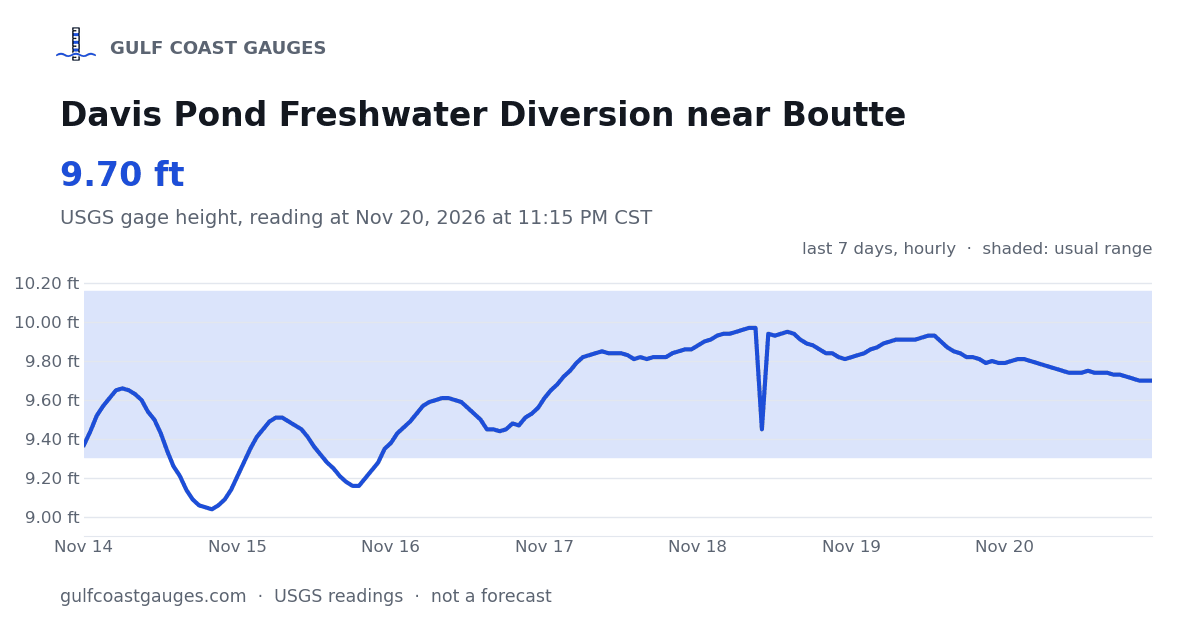 GULF COAST GAUGES
Davis Pond Freshwater Diversion near Boutte
9.70 ft
USGS gage height, reading at Nov 20, 2026 at 11:15 PM CST
last 7 days, hourly · shaded: usual range
10.20 ft
10.00 ft
9.80 ft
9.60 ft
9.40 ft
9.20 ft
9.00 ft
Nov 14 Nov 15 Nov 16 Nov 17 Nov 18 Nov 19 Nov 20
gulfcoastgauges.com · USGS readings · not a forecast